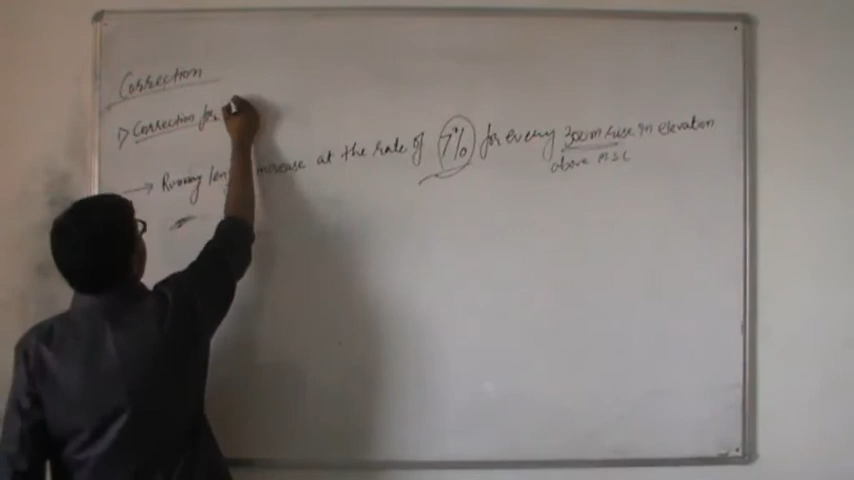 Correction
Correction for
→ Runway length increase at the rate of 7% for every 300m rise in elevation
above MSL